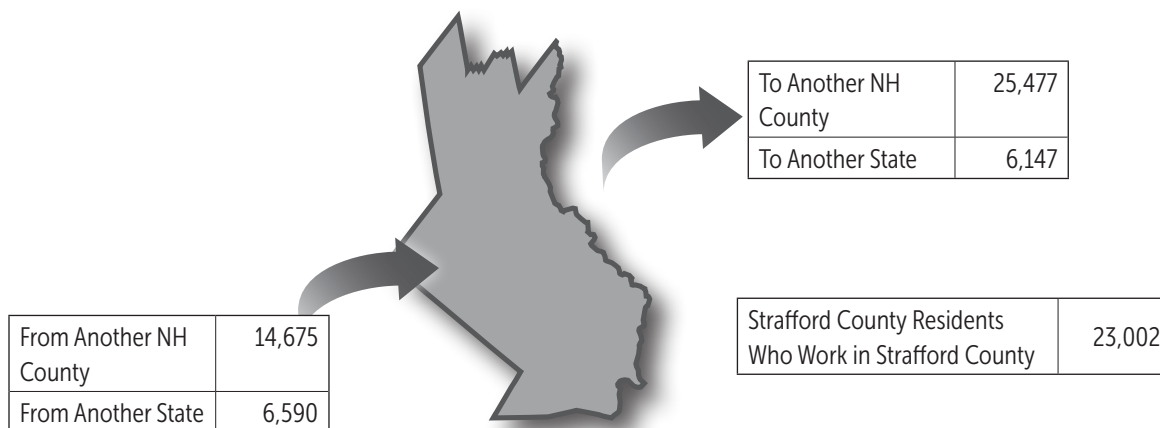 To Another NH
County
25,477
To Another State
6,147
Strafford County Residents
Who Work in Strafford County
23,002
From Another NH
County
14,675
From Another State
6,590